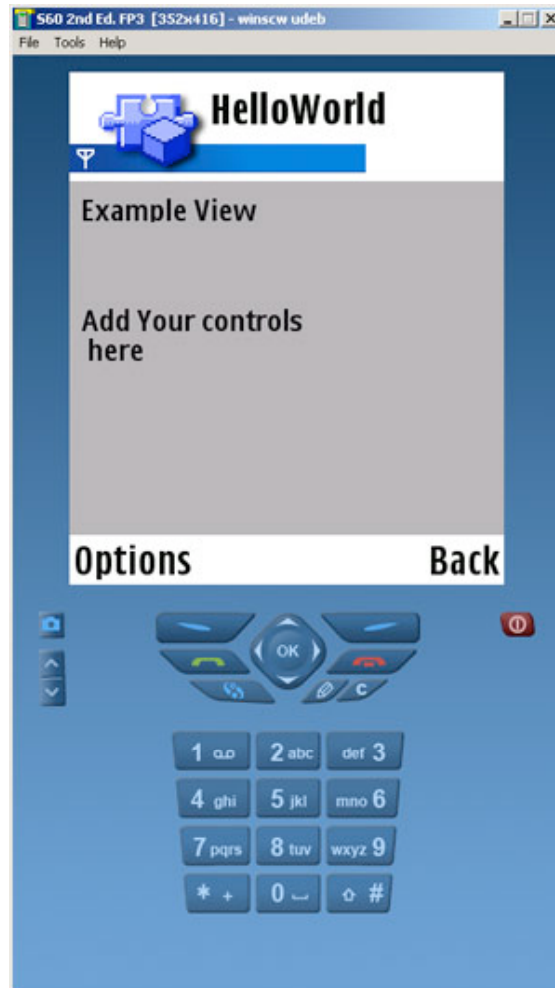 S60 2nd Ed. FP3 [352x416] - winscw udeb
File Tools Help
HelloWorld
Example View
Add Your controls
here
Options Back
OK
C
1 2 abc def 3
4 ghi 5 jkl mno 6
7 pqrs 8 tuv wxyz 9
* + 0 #